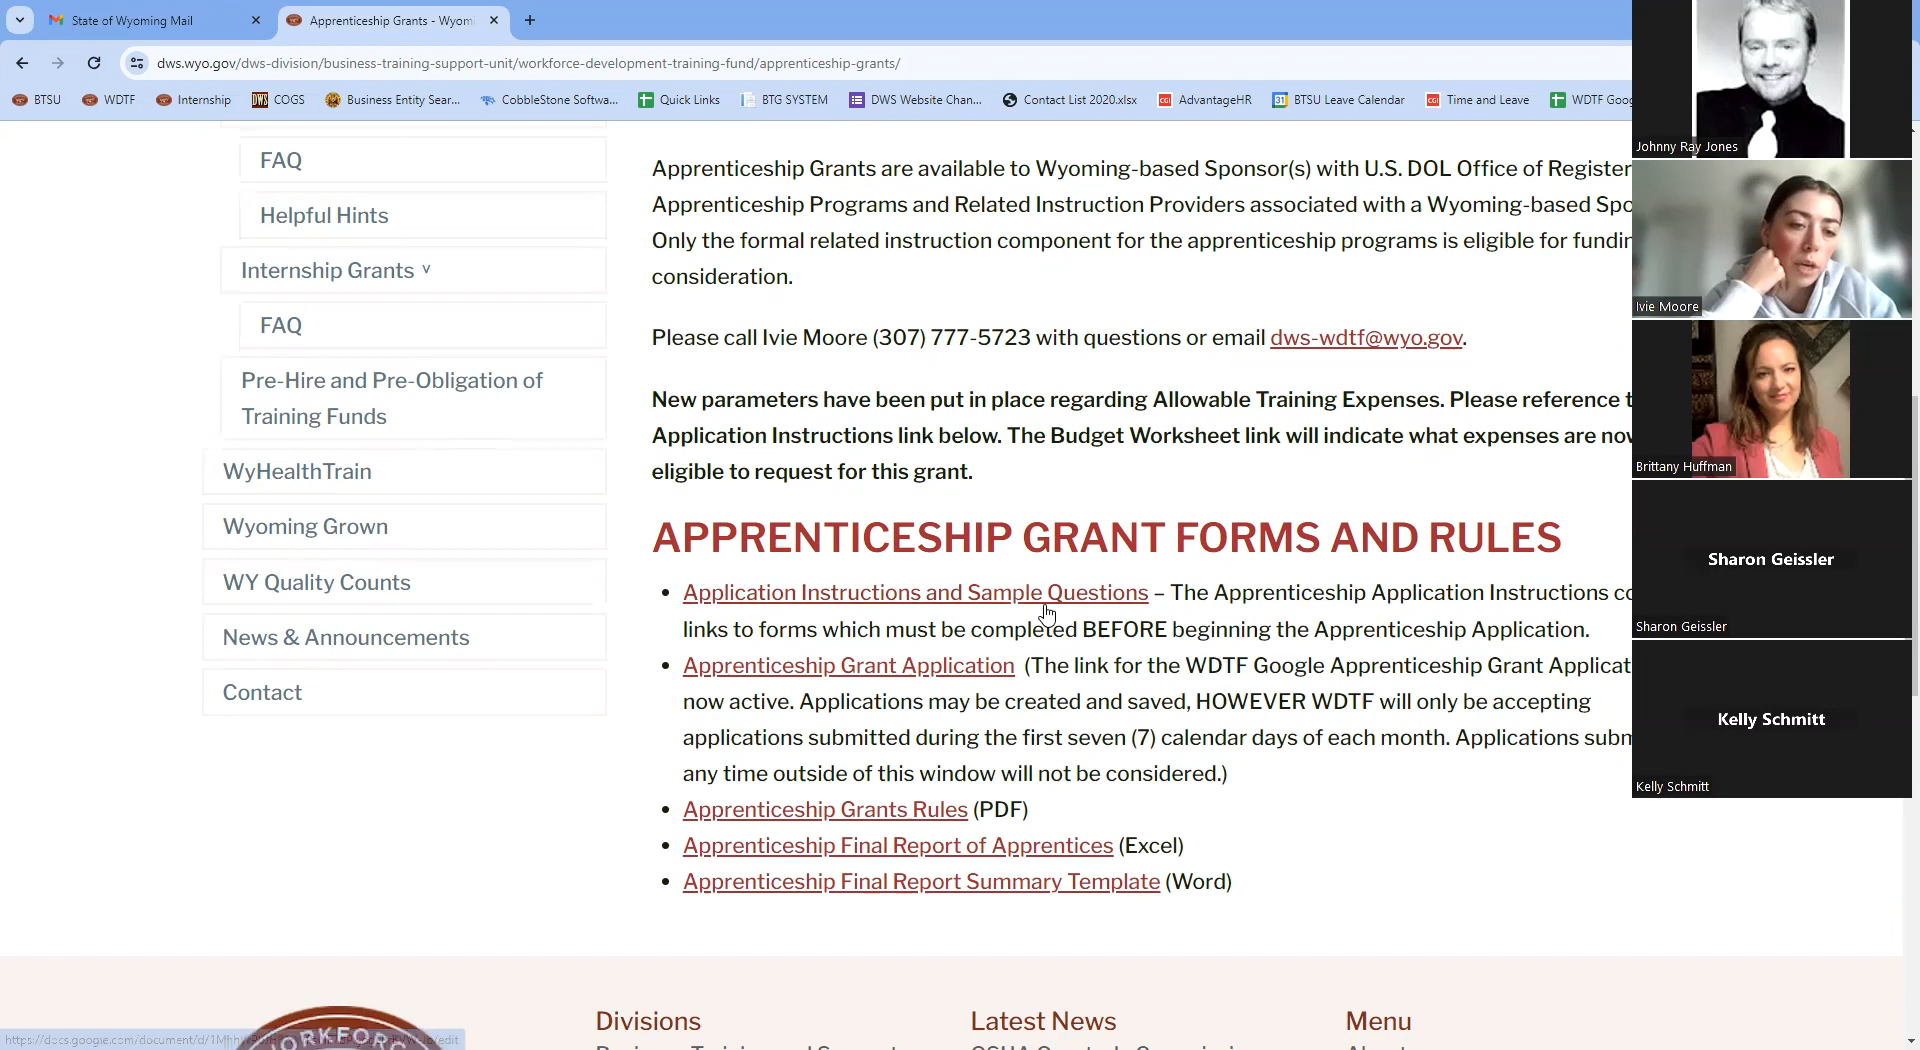 State of Wyoming Mail
Apprenticeship Grants - Wyom
dws.wyo.gov/dws-division/business-training-support-unit/workforce-development-training-fund/apprenticeship-grants/
BTSU WDTF Internship COGS Business Entity Sear... CobbleStone Softwa... Quick Links BTG SYSTEM DWS Website Chan... Contact List 2020.xlsx AdvantageHR BTSU Leave Calendar Time and Leave WDTF Goog
FAQ
Helpful Hints
Internship Grants ˅
FAQ
Pre-Hire and Pre-Obligation of
Training Funds
WyHealthTrain
Wyoming Grown
WY Quality Counts
News & Announcements
Contact
Apprenticeship Grants are available to Wyoming-based Sponsor(s) with U.S. DOL Office of Register
Apprenticeship Programs and Related Instruction Providers associated with a Wyoming-based Spo
Only the formal related instruction component for the apprenticeship programs is eligible for fundin
consideration.
Please call Ivie Moore (307) 777-5723 with questions or email dws-wdtf@wyo.gov.
New parameters have been put in place regarding Allowable Training Expenses. Please reference t
Application Instructions link below. The Budget Worksheet link will indicate what expenses are now
eligible to request for this grant.
APPRENTICESHIP GRANT FORMS AND RULES
• Application Instructions and Sample Questions – The Apprenticeship Application Instructions co
links to forms which must be completed BEFORE beginning the Apprenticeship Application.
• Apprenticeship Grant Application (The link for the WDTF Google Apprenticeship Grant Applicat
now active. Applications may be created and saved, HOWEVER WDTF will only be accepting
applications submitted during the first seven (7) calendar days of each month. Applications subm
any time outside of this window will not be considered.)
• Apprenticeship Grants Rules (PDF)
• Apprenticeship Final Report of Apprentices (Excel)
• Apprenticeship Final Report Summary Template (Word)
Johnny Ray Jones
Ivie Moore
Brittany Huffman
Sharon Geissler
Sharon Geissler
Kelly Schmitt
Kelly Schmitt
Divisions
Latest News
Menu
WORKFORC